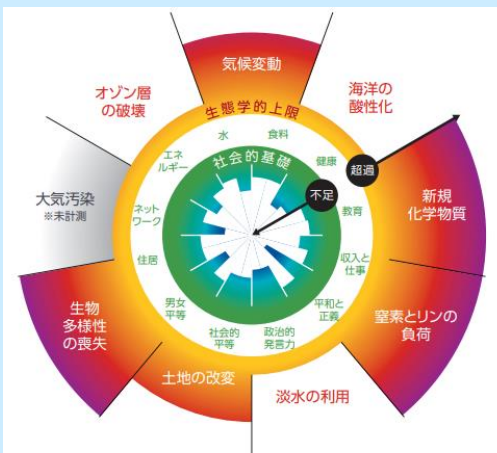 気候変動
オゾン層
の破壊
海洋の
酸性化
生態学的上限
水
食料
エネ
ルギー
社会的基礎
健康
超過
大気汚染
※未計測
不足
新規
化学物質
ネット
ワーク
教育
住居
収入と
仕事
生物
多様性
の喪失
男女
平等
平和と
正義
窒素とリンの
負荷
社会的
平等
政治的
発言力
土地の改変
淡水の利用